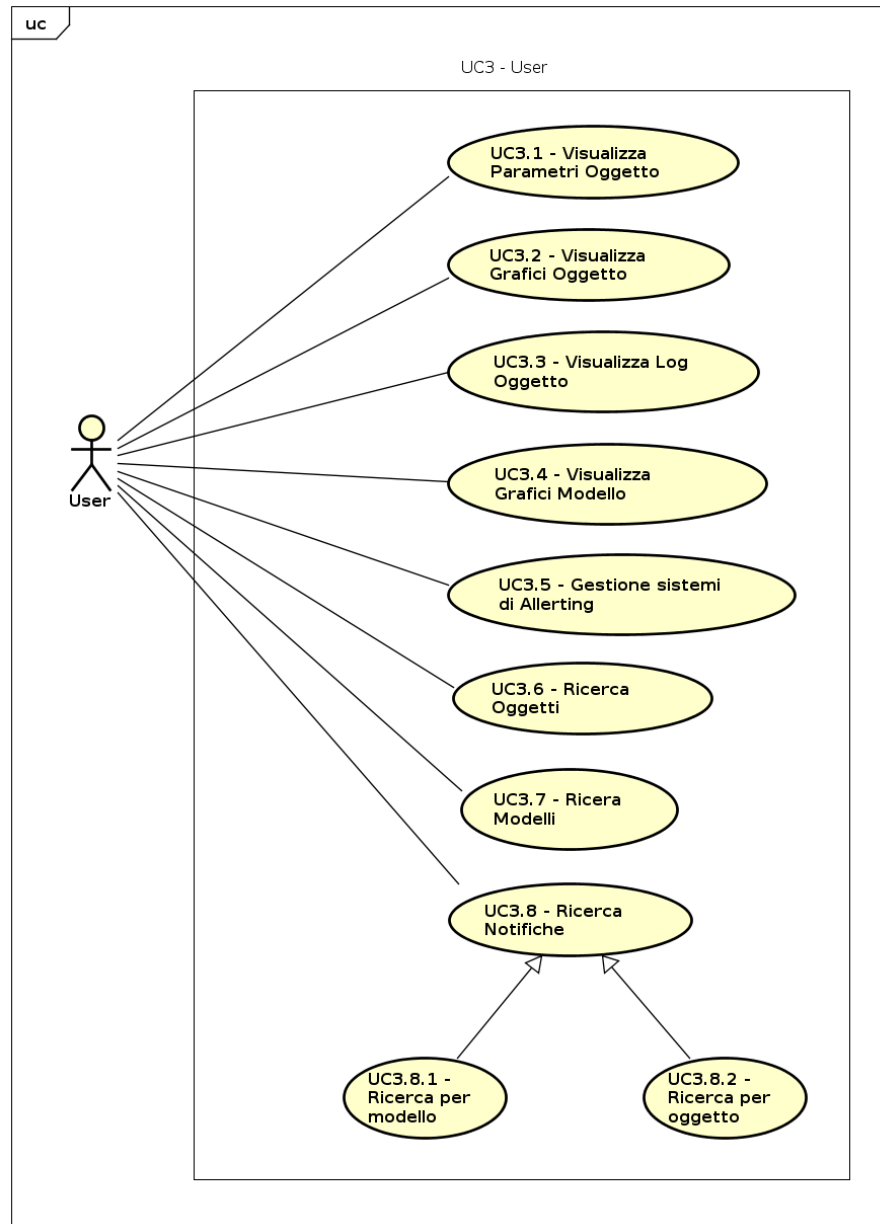 uc
UC3 - User
UC3.1 - Visualizza
Parametri Oggetto
UC3.2 - Visualizza
Grafici Oggetto
UC3.3 - Visualizza Log
Oggetto
User
UC3.4 - Visualizza
Grafici Modello
UC3.5 - Gestione sistemi
di Allerting
UC3.6 - Ricerca
Oggetti
UC3.7 - Ricera
Modelli
UC3.8 - Ricerca
Notifiche
UC3.8.1 -
Ricerca per
modello
UC3.8.2 -
Ricerca per
oggetto